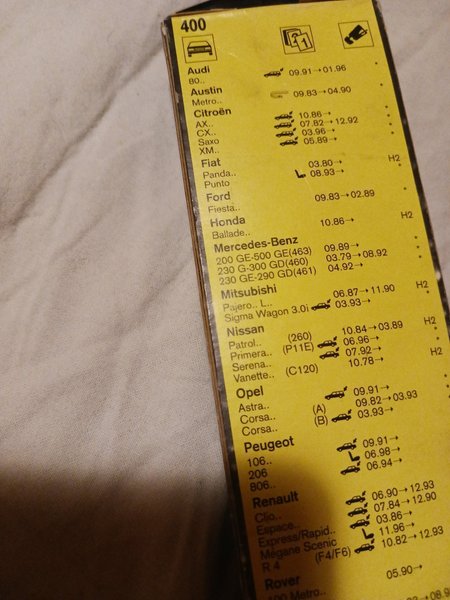 400
2 1
Audi
80.. 09.91→01.96
Austin
Metro.. 09.83→04.90
Citroën
AX.. 10.86→
CX.. 07.82→12.92
Saxo 03.96→
XM.. 05.89→
Fiat
Panda.. 03.80→ H2
Punto 08.93→
Ford
Fiesta.. 09.83→02.89
Honda
Ballade.. 10.86→ H2
Mercedes-Benz
200 GE-500 GE(463) 09.89→
230 G-300 GD(460) 03.79→08.92
230 GE-290 GD(461) 04.92→
Mitsubishi
Pajero.. L.. 06.87→11.90 H2
Sigma Wagon 3.0i 03.93→
Nissan
Patrol.. (260) 10.84→03.89 H2
Primera.. (P11E) 06.96→
Serena.. 07.92→
Vanette.. (C120) 10.78→ H2
Opel
Astra.. 09.91→
Corsa.. (A) 09.82→03.93
Corsa.. (B) 03.93→
Peugeot
106.. 09.91→
206 06.98→
806.. 06.94→
Renault
Clio.. 06.90→12.93
Espace.. 07.84→12.90
Express/Rapid.. 03.86→
Mégane Scenic 11.96→
R 4 (F4/F6) 10.82→12.93
Rover
100 Metro.. 05.90→